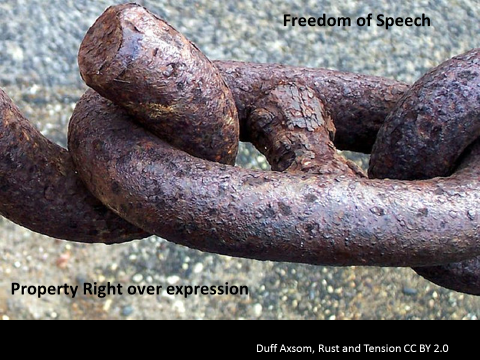 Freedom of Speech
Property Right over expression
Duff Axsom, Rust and Tension CC BY 2.0